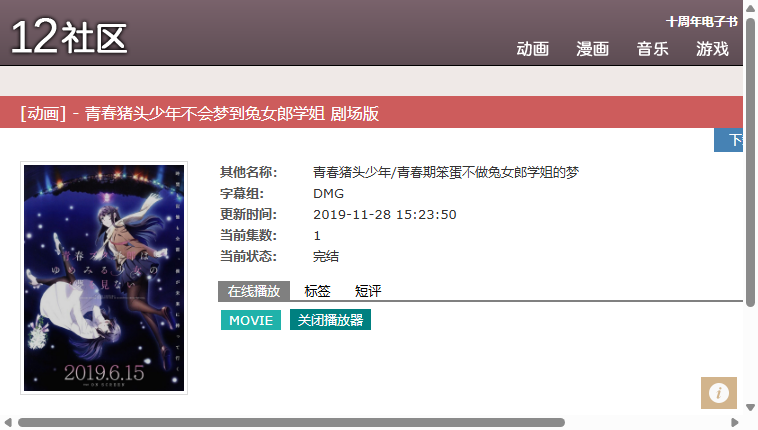 12社区
十周年电子书
动画 漫画 音乐 游戏
[动画] - 青春猪头少年不会梦到兔女郎学姐 剧场版
下
其他名称: 青春猪头少年/青春期笨蛋不做兔女郎学姐的梦
字幕组: DMG
更新时间: 2019-11-28 15:23:50
当前集数: 1
当前状态: 完结
在线播放 标签 短评
MOVIE 关闭播放器
青春ブタ野郎は
ゆめみる少女の
夢を見ない
2019.6.15
i